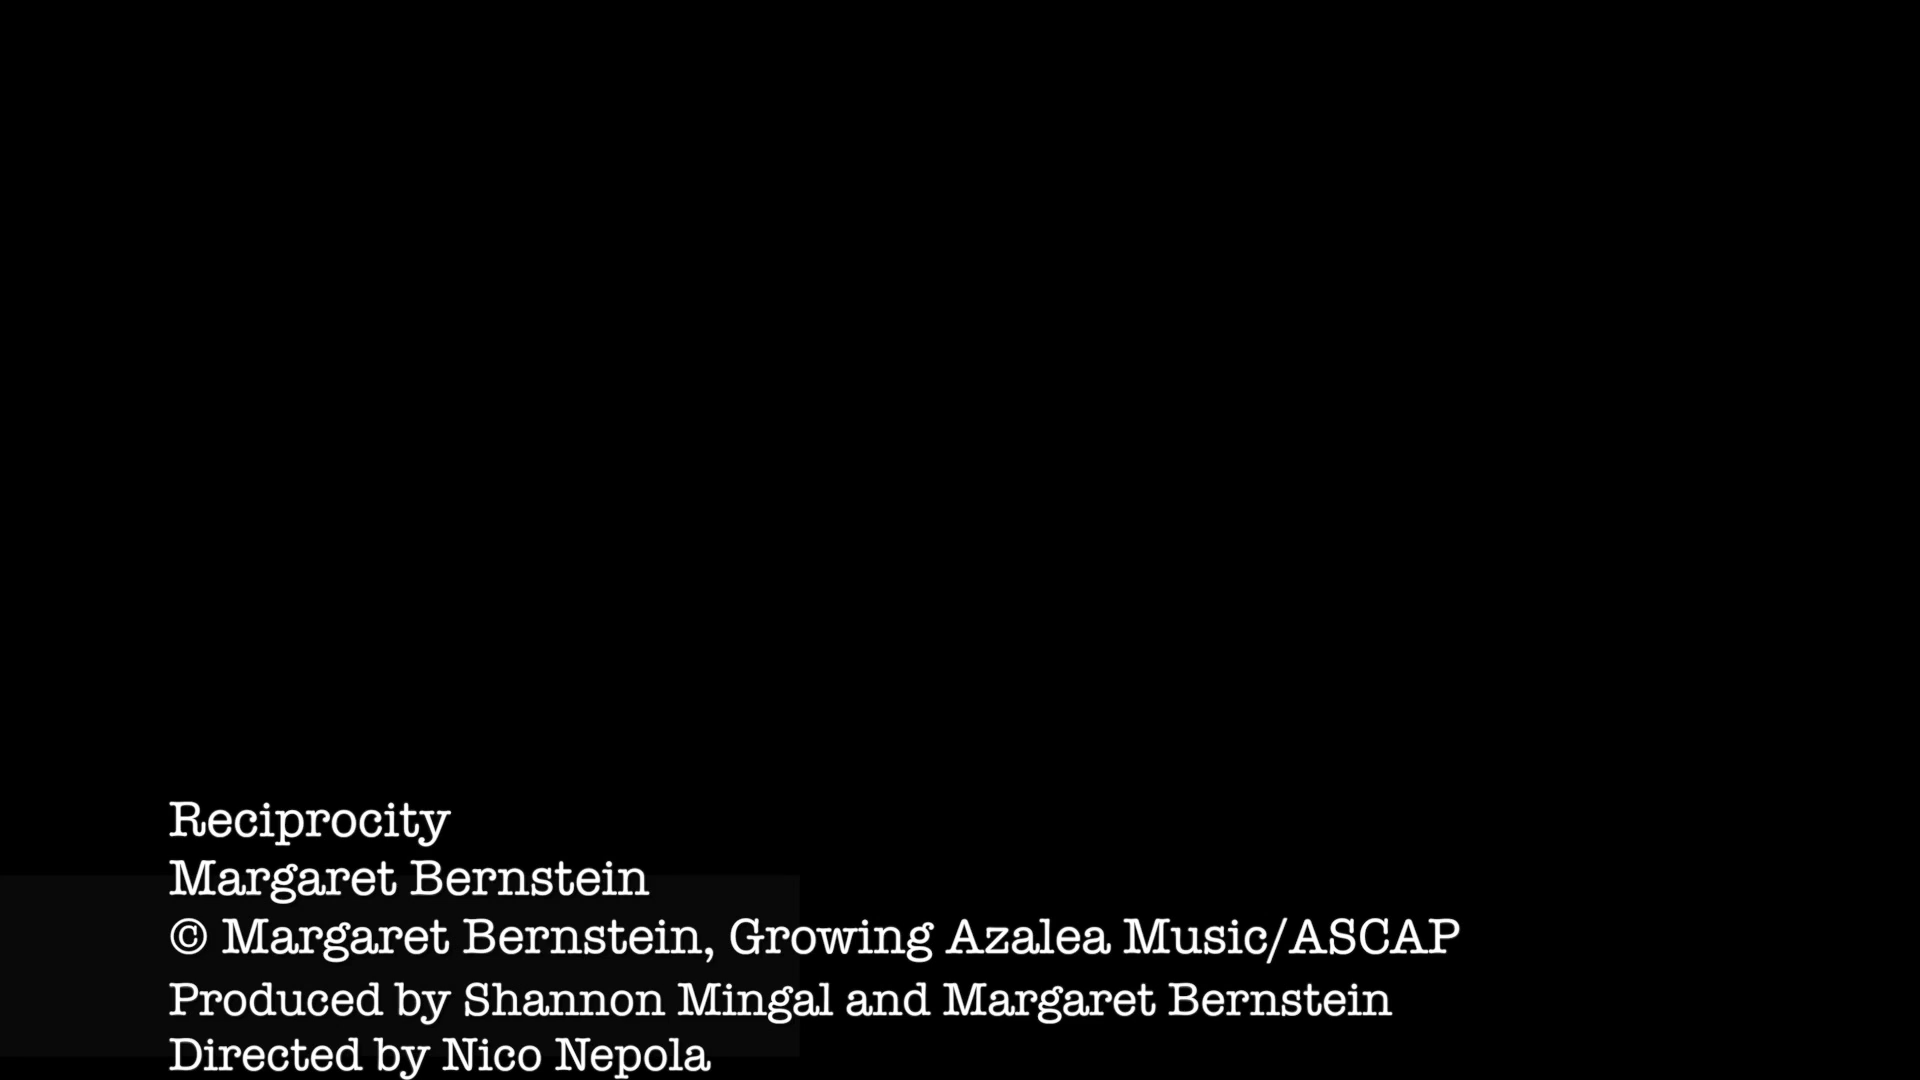 Reciprocity
Margaret Bernstein
© Margaret Bernstein, Growing Azalea Music/ASCAP
Produced by Shannon Mingal and Margaret Bernstein
Directed by Nico Nepola